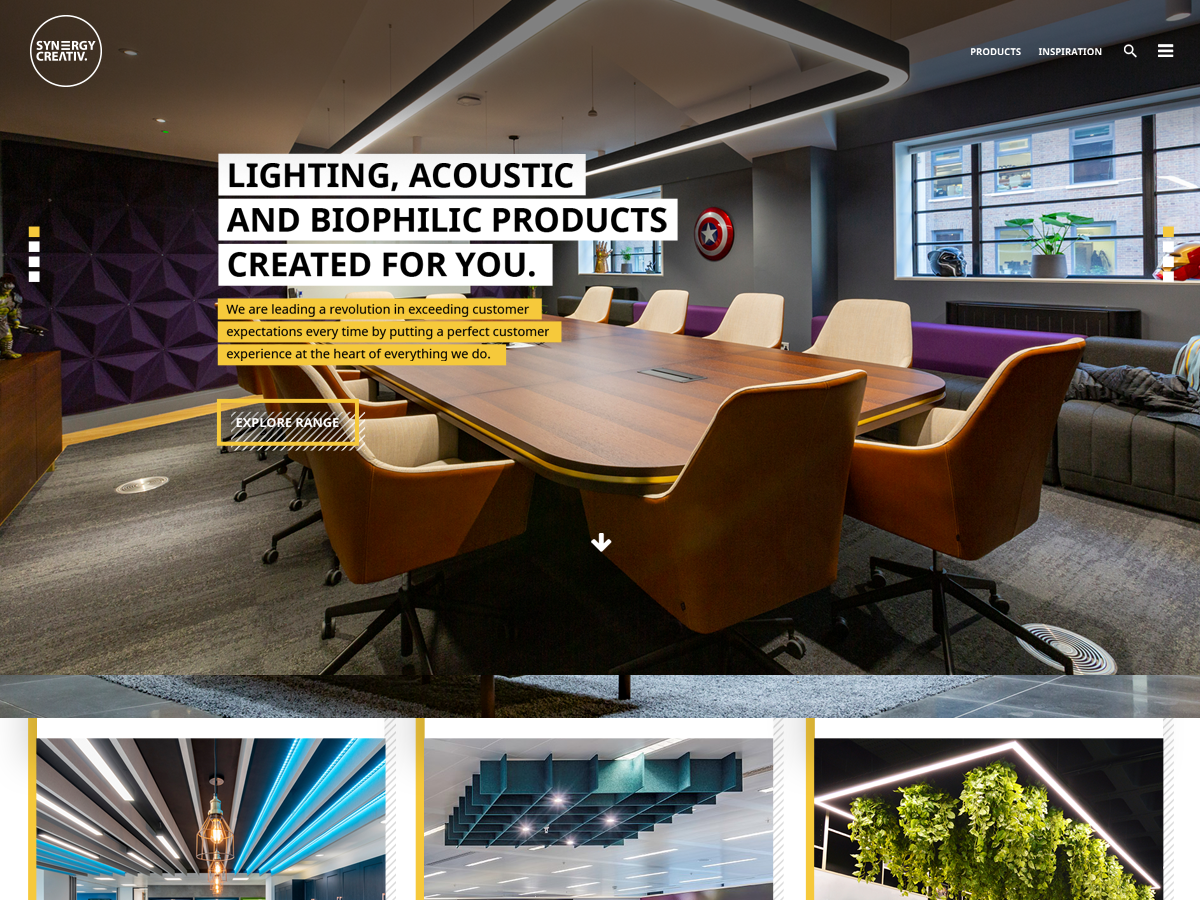 SYNERGY
CREATIV.
PRODUCTS
INSPIRATION
LIGHTING, ACOUSTIC
AND BIOPHILIC PRODUCTS
CREATED FOR YOU.
We are leading a revolution in exceeding customer
expectations every time by putting a perfect customer
experience at the heart of everything we do.
EXPLORE RANGE